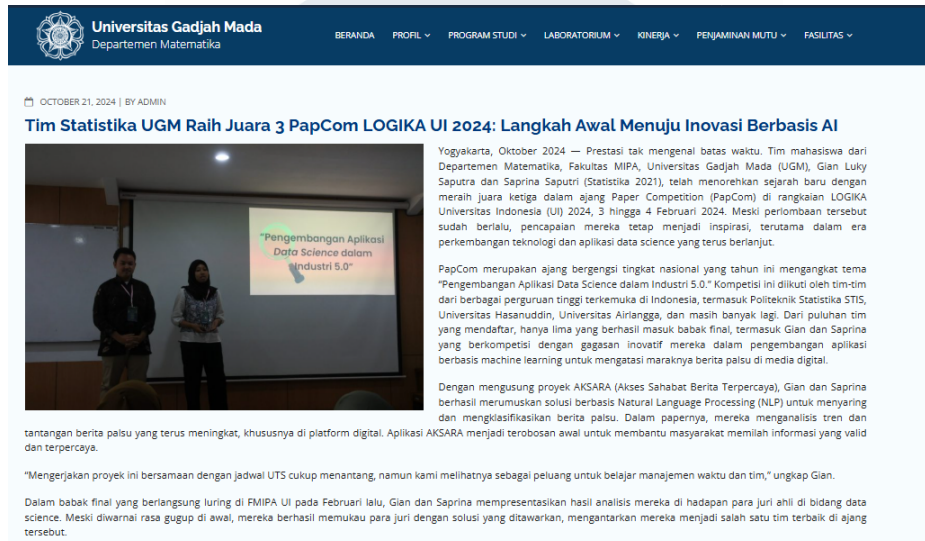 Universitas Gadjah Mada
Departemen Matematika
BERANDA PROFIL PROGRAM STUDI LABORATORIUM KINERJA PENJAMINAN MUTU FASILITAS
OCTOBER 21, 2024 | BY ADMIN
Tim Statistika UGM Raih Juara 3 PapCom LOGIKA UI 2024: Langkah Awal Menuju Inovasi Berbasis AI
"Pengembangan Aplikasi
Data Science dalam
Industri 5.0"
Yogyakarta, Oktober 2024 — Prestasi tak mengenal batas waktu. Tim mahasiswa dari
Departemen Matematika, Fakultas MIPA, Universitas Gadjah Mada (UGM), Gian Luky
Saputra dan Saprina Saputri (Statistika 2021), telah menorehkan sejarah baru dengan
meraih juara ketiga dalam ajang Paper Competition (PapCom) di rangkaian LOGIKA
Universitas Indonesia (UI) 2024, 3 hingga 4 Februari 2024. Meski perlombaan tersebut
sudah berlalu, pencapaian mereka tetap menjadi inspirasi, terutama dalam era
perkembangan teknologi dan aplikasi data science yang terus berlanjut.
PapCom merupakan ajang bergengsi tingkat nasional yang tahun ini mengangkat tema
"Pengembangan Aplikasi Data Science dalam Industri 5.0." Kompetisi ini diikuti oleh tim-tim
dari berbagai perguruan tinggi terkemuka di Indonesia, termasuk Politeknik Statistika STIS,
Universitas Hasanuddin, Universitas Airlangga, dan masih banyak lagi. Dari puluhan tim
yang mendaftar, hanya lima yang berhasil masuk babak final, termasuk Gian dan Saprina
yang berkompetisi dengan gagasan inovatif mereka dalam pengembangan aplikasi
berbasis machine learning untuk mengatasi maraknya berita palsu di media digital.
Dengan mengusung proyek AKSARA (Akses Sahabat Berita Terpercaya), Gian dan Saprina
berhasil merumuskan solusi berbasis Natural Language Processing (NLP) untuk menyaring
dan mengklasifikasikan berita palsu. Dalam papernya, mereka menganalisis tren dan
tantangan berita palsu yang terus meningkat, khususnya di platform digital. Aplikasi AKSARA menjadi terobosan awal untuk membantu masyarakat memilah informasi yang valid
dan terpercaya.
"Mengerjakan proyek ini bersamaan dengan jadwal UTS cukup menantang, namun kami melihatnya sebagai peluang untuk belajar manajemen waktu dan tim," ungkap Gian.
Dalam babak final yang berlangsung luring di FMIPA UI pada Februari lalu, Gian dan Saprina mempresentasikan hasil analisis mereka di hadapan para juri ahli di bidang data
science. Meski diwarnai rasa gugup di awal, mereka berhasil memukau para juri dengan solusi yang ditawarkan, mengantarkan mereka menjadi salah satu tim terbaik di ajang
tersebut.